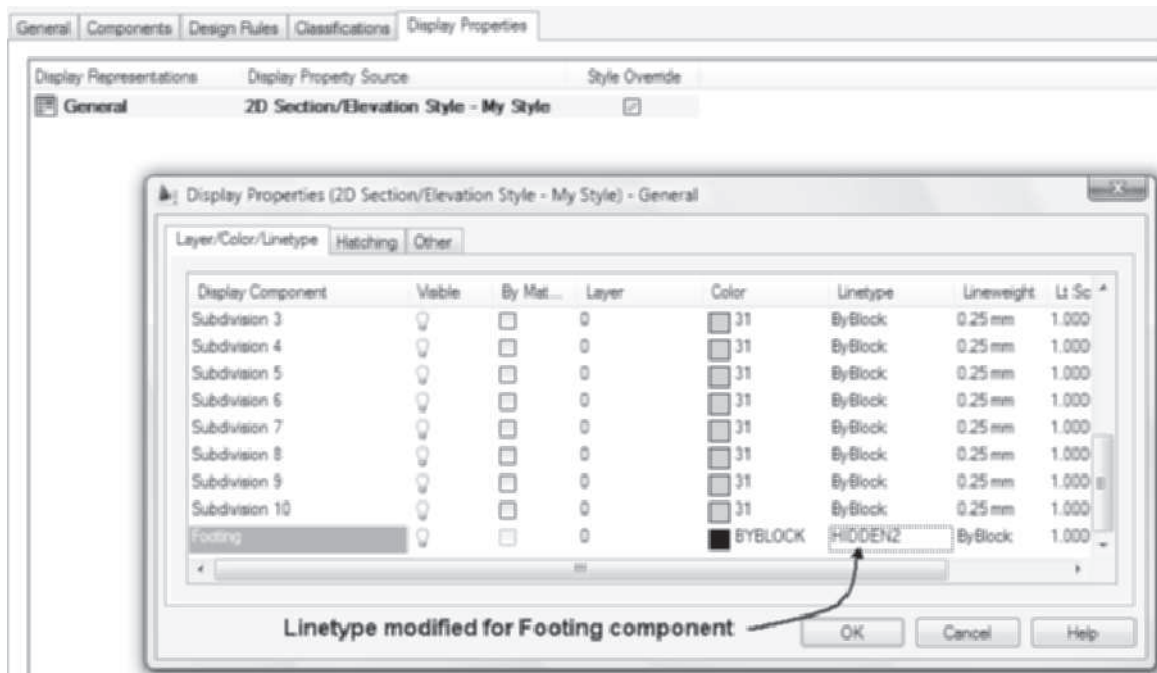 General Components Design Rules Classifications Display Properties
Display Representations Display Property Source Style Override
General 2D Section/Elevation Style - My Style
Display Properties (2D Section/Elevation Style - My Style) - General
Layer/Color/Linetype Hatching Other
Display Component Visible By Mat... Layer Color Linetype Lineweight Lt Sc
Subdivision 3 0 31 ByBlock 0.25 mm 1.000
Subdivision 4 0 31 ByBlock 0.25 mm 1.000
Subdivision 5 0 31 ByBlock 0.25 mm 1.000
Subdivision 6 0 31 ByBlock 0.25 mm 1.000
Subdivision 7 0 31 ByBlock 0.25 mm 1.000
Subdivision 8 0 31 ByBlock 0.25 mm 1.000
Subdivision 9 0 31 ByBlock 0.25 mm 1.000
Subdivision 10 0 31 ByBlock 0.25 mm 1.000
Footing 0 BYBLOCK HIDDEN2 ByBlock 1.000
Linetype modified for Footing component
OK Cancel Help